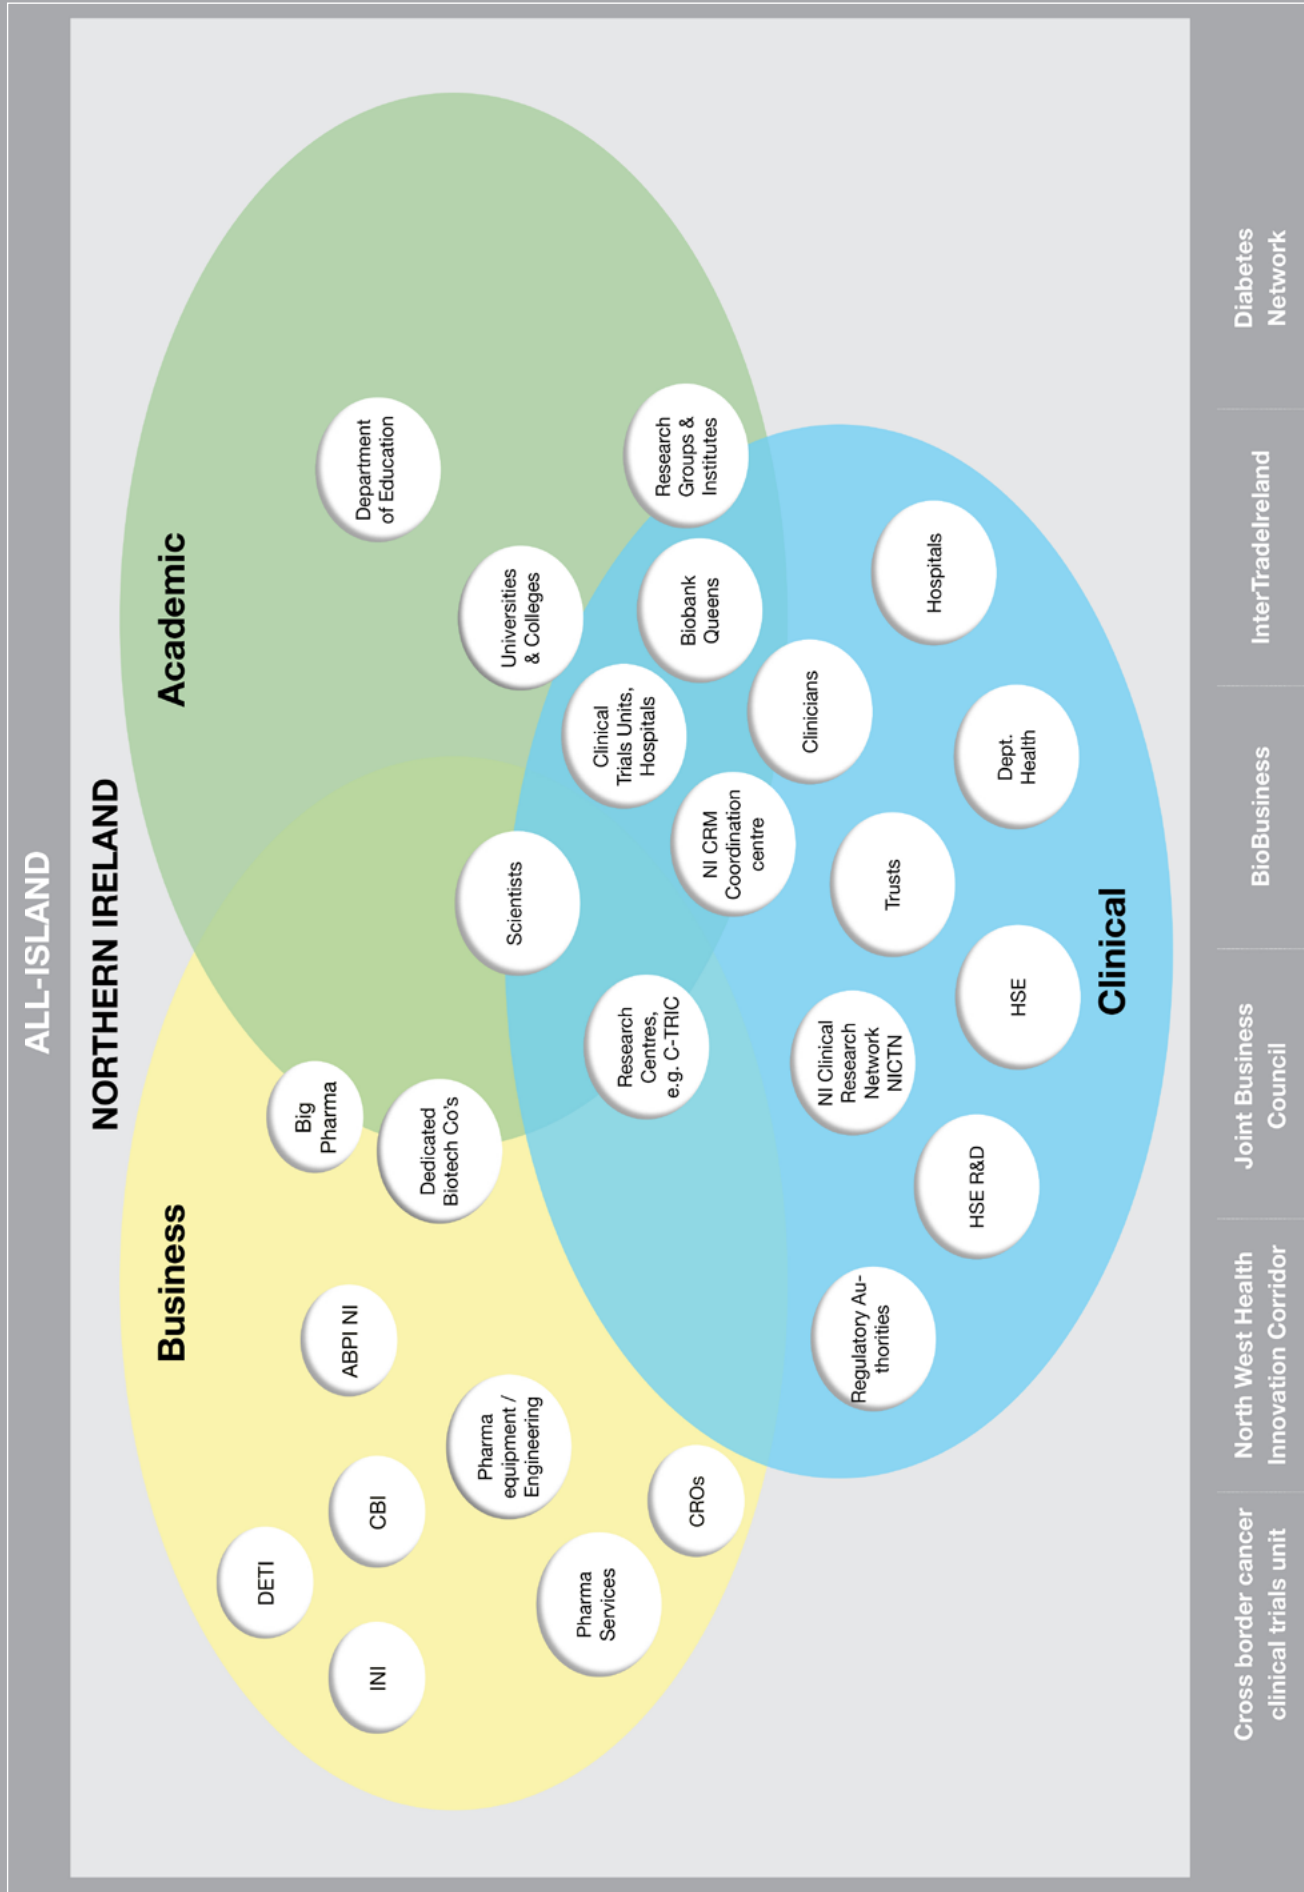 ALL-ISLAND
NORTHERN IRELAND
Business
Academic
DETI
INI
CBI
ABPI NI
Big
Pharma
Dedicated
Biotech Co's
Pharma
equipment /
Engineering
Pharma
Services
CROs
Department
of Education
Universities
& Colleges
Scientists
Research
Centres,
e.g. C-TRIC
Clinical
Trials Units,
Hospitals
Biobank
Queens
Research
Groups &
Institutes
NI CRM
Coordination
centre
Clinicians
Regulatory Au-
thorities
NI Clinical
Research
Network
NICTN
Trusts
Hospitals
HSE R&D
HSE
Dept.
Health
Clinical
Cross border cancer
clinical trials unit
North West Health
Innovation Corridor
Joint Business
Council
BioBusiness
InterTradeIreland
Diabetes
Network